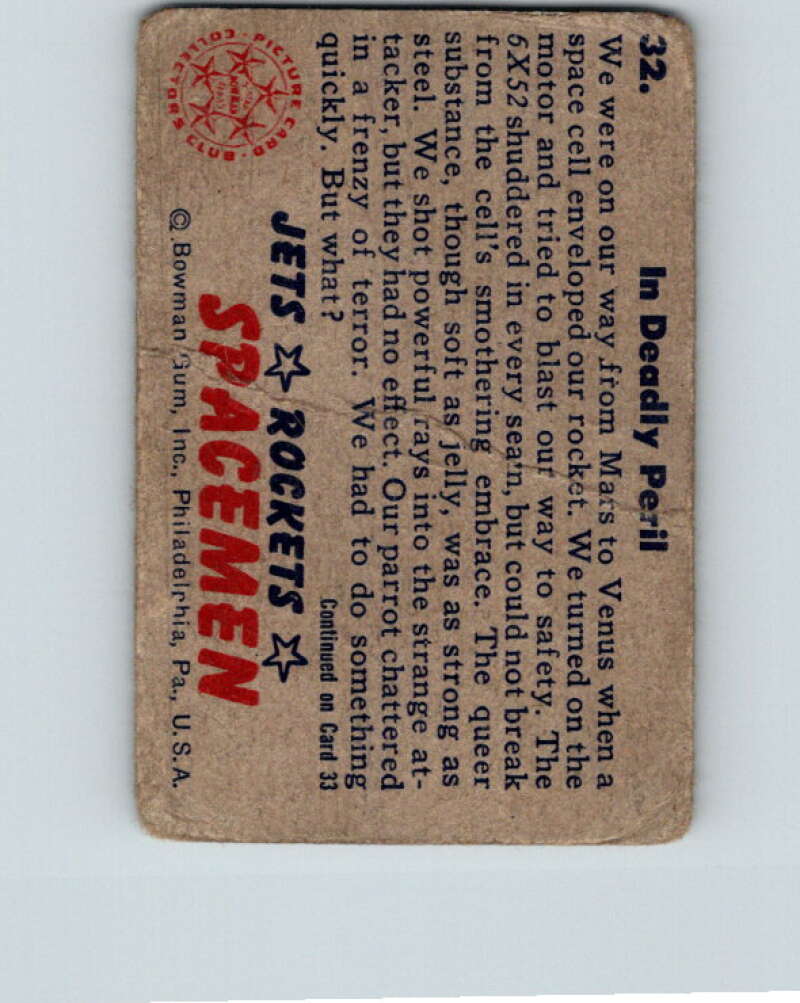 32.
In Deadly Peril
We were on our way from Mars to Venus when a
space cell enveloped our rocket. We turned on the
motor and tried to blast our way to safety. The
6X52 shuddered in every seam, but could not break
from the cell's smothering embrace. The queer
substance, though soft as jelly, was as strong as
steel. We shot powerful rays into the strange at-
tacker, but they had no effect. Our parrot chattered
in a frenzy of terror. We had to do something
quickly. But what?
Continued on Card 33
PICTURE CARD COLLECTORS CLUB
JETS ROCKETS
SPACEMEN
©. Bowman Gum, Inc., Philadelphia, Pa., U.S.A.